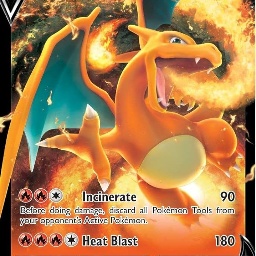 Incinerate 90
Before doing damage, discard all Pokémon Tools from
your opponent's Active Pokémon.
Heat Blast 180